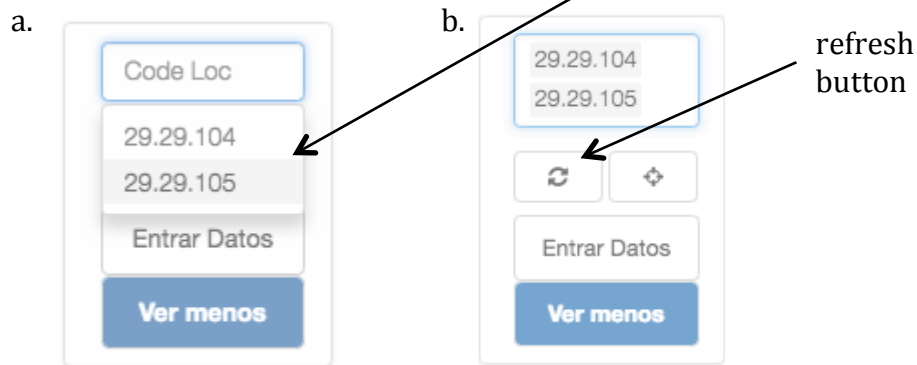 a.
Code Loc
29.29.104
29.29.105
Entrar Datos
Ver menos
b.
29.29.104
29.29.105
Entrar Datos
Ver menos
refresh
button